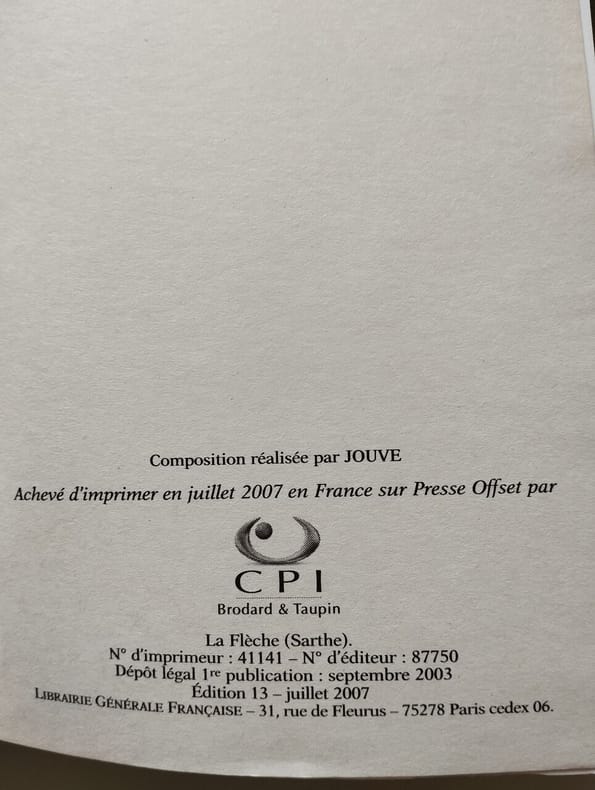 Composition réalisée par JOUVE
Achevé d'imprimer en juillet 2007 en France sur Presse Offset par
CPI
Brodard & Taupin
La Flèche (Sarthe).
N° d'imprimeur : 41141 – N° d'éditeur : 87750
Dépôt légal 1re publication : septembre 2003
Édition 13 – juillet 2007
LIBRAIRIE GÉNÉRALE FRANÇAISE – 31, rue de Fleurus – 75278 Paris cedex 06.